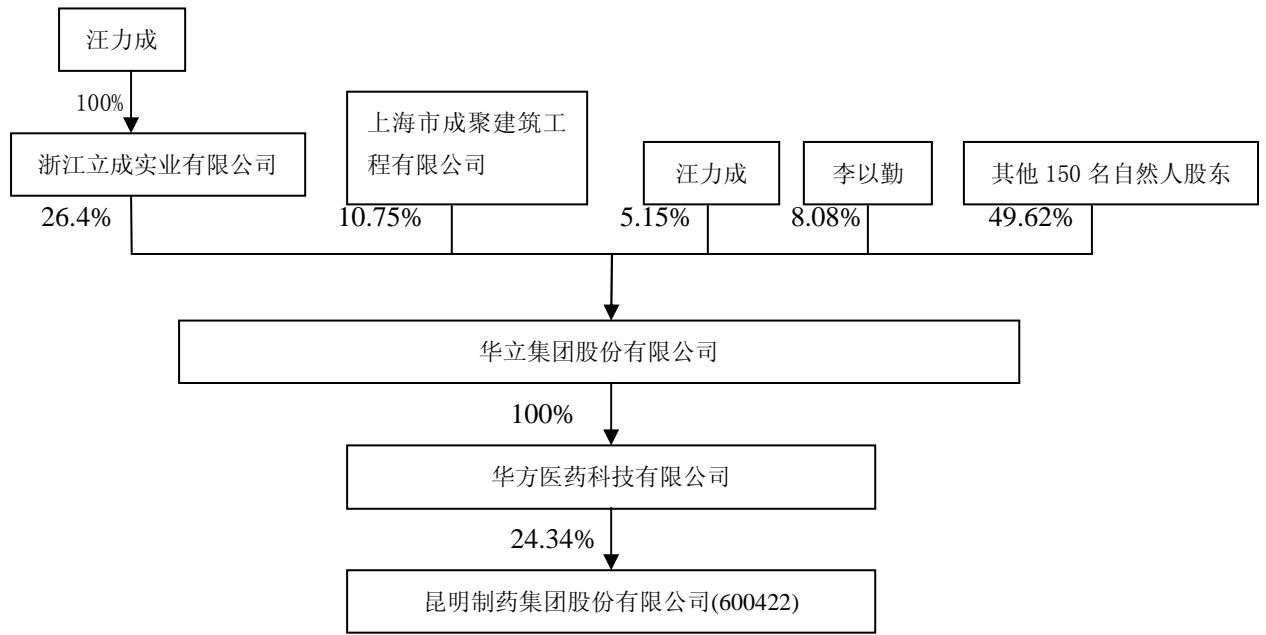 汪力成
100%
浙江立成实业有限公司
上海市成聚建筑工
程有限公司
汪力成
李以勤
其他 150 名自然人股东
26.4%
10.75%
5.15%
8.08%
49.62%
华立集团股份有限公司
100%
华方医药科技有限公司
24.34%
昆明制药集团股份有限公司(600422)